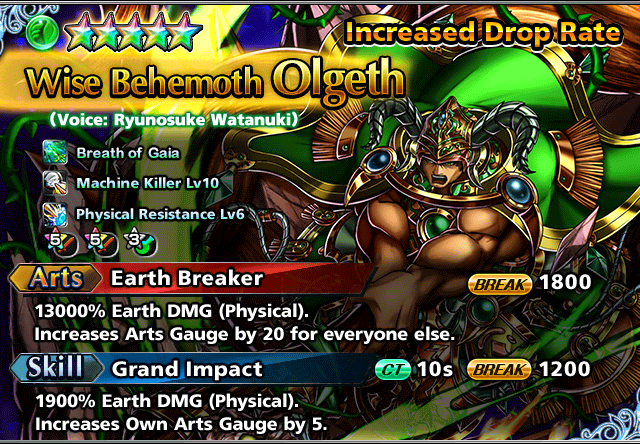 Increased Drop Rate
Wise Behemoth Olgeth
(Voice: Ryunosuke Watanuki)
Breath of Gaia
Machine Killer Lv10
Physical Resistance Lv6
5 5 3
Arts Earth Breaker BREAK 1800
13000% Earth DMG (Physical).
Increases Arts Gauge by 20 for everyone else.
Skill Grand Impact CT 10s BREAK 1200
1900% Earth DMG (Physical).
Increases Own Arts Gauge by 5.